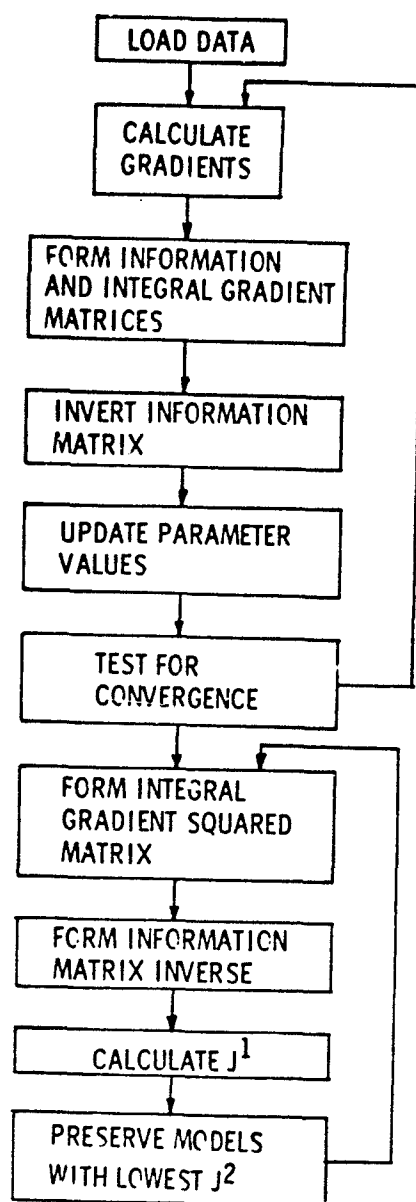 LOAD DATA
CALCULATE
GRADIENTS
FORM INFORMATION
AND INTEGRAL GRADIENT
MATRICES
INVERT INFORMATION
MATRIX
UPDATE PARAMETER
VALUES
TEST FOR
CONVERGENCE
FORM INTEGRAL
GRADIENT SQUARED
MATRIX
FORM INFORMATION
MATRIX INVERSE
CALCULATE J¹
PRESERVE MODELS
WITH LOWEST J²